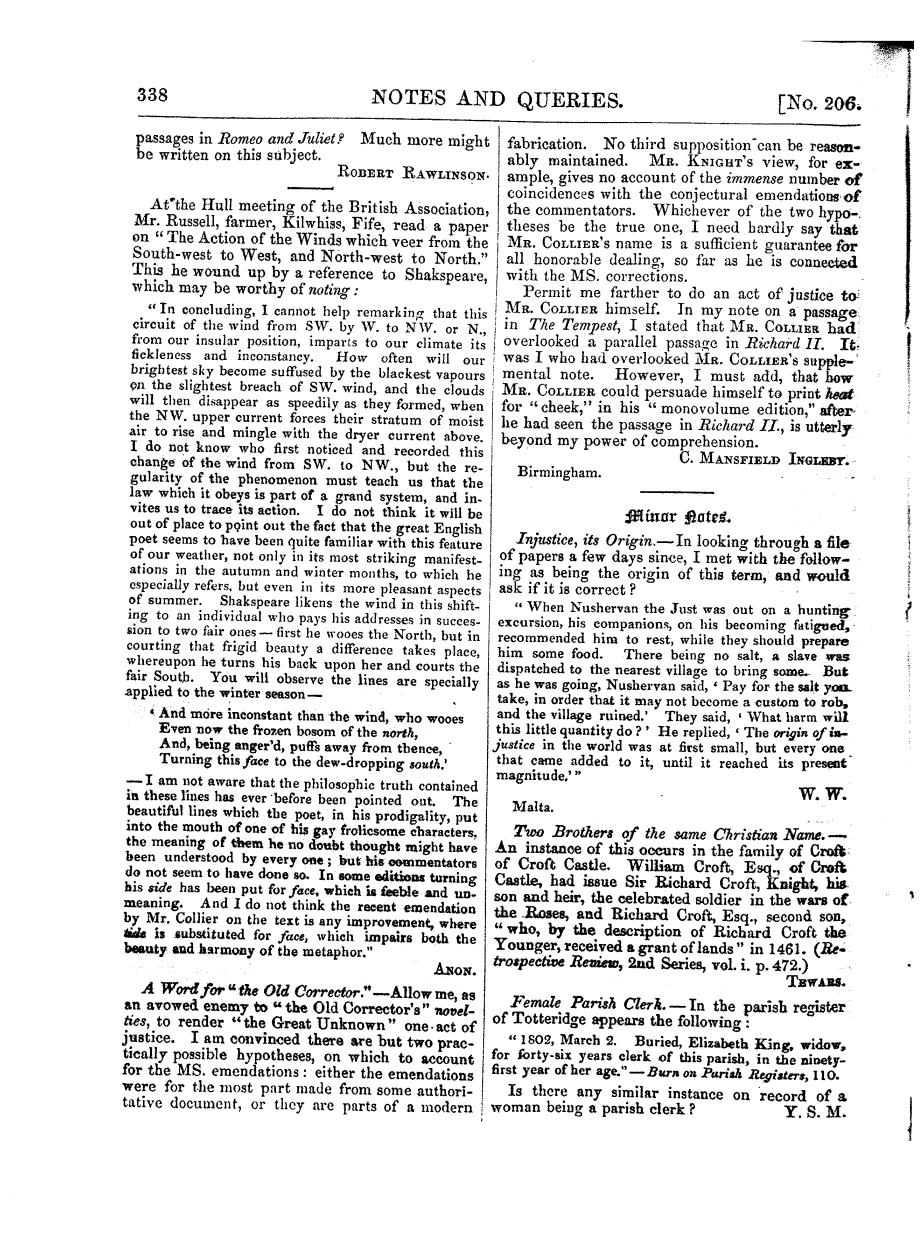 338
NOTES AND QUERIES.
[No. 206.
passages in Romeo and Juliet? Much more might
be written on this subject.
ROBERT RAWLINSON.
At the Hull meeting of the British Association,
Mr. Russell, farmer, Kilwhiss, Fife, read a paper
on "The Action of the Winds which veer from the
South-west to West, and North-west to North."
This he wound up by a reference to Shakspeare,
which may be worthy of noting:
"In concluding, I cannot help remarking that this
circuit of the wind from SW. by W. to NW. or N.,
from our insular position, imparts to our climate its
fickleness and inconstancy. How often will our
brightest sky become suffused by the blackest vapours
on the slightest breach of SW. wind, and the clouds
will then disappear as speedily as they formed, when
the NW. upper current forces their stratum of moist
air to rise and mingle with the dryer current above.
I do not know who first noticed and recorded this
change of the wind from SW. to NW., but the re-
gularity of the phenomenon must teach us that the
law which it obeys is part of a grand system, and in-
vites us to trace its action. I do not think it will be
out of place to point out the fact that the great English
poet seems to have been quite familiar with this feature
of our weather, not only in its most striking manifest-
ations in the autumn and winter months, to which he
especially refers, but even in its more pleasant aspects
of summer. Shakspeare likens the wind in this shift-
ing to an individual who pays his addresses in succes-
sion to two fair ones — first he wooes the North, but in
courting that frigid beauty a difference takes place,
whereupon he turns his back upon her and courts the
fair South. You will observe the lines are specially
applied to the winter season—
'And more inconstant than the wind, who wooes
Even now the frozen bosom of the north,
And, being anger'd, puffs away from thence,
Turning this face to the dew-dropping south.'
— I am not aware that the philosophic truth contained
in these lines has ever before been pointed out. The
beautiful lines which the poet, in his prodigality, put
into the mouth of one of his gay frolicsome characters,
the meaning of them he no doubt thought might have
been understood by every one; but his commentators
do not seem to have done so. In some editions turning
his side has been put for face, which is feeble and un-
meaning. And I do not think the recent emendation
by Mr. Collier on the text is any improvement, where
tide is substituted for face, which impairs both the
beauty and harmony of the metaphor."
ANON.
A Word for "the Old Corrector."—Allow me, as
an avowed enemy to "the Old Corrector's" novel-
ties, to render "the Great Unknown" one act of
justice. I am convinced there are but two prac-
tically possible hypotheses, on which to account
for the MS. emendations: either the emendations
were for the most part made from some authori-
tative document, or they are parts of a modern
fabrication. No third supposition can be reason-
ably maintained. MR. KNIGHT'S view, for ex-
ample, gives no account of the immense number of
coincidences with the conjectural emendations of
the commentators. Whichever of the two hypo-
theses be the true one, I need hardly say that
MR. COLLIER'S name is a sufficient guarantee for
all honorable dealing, so far as he is connected
with the MS. corrections.
Permit me farther to do an act of justice to
MR. COLLIER himself. In my note on a passage
in The Tempest, I stated that MR. COLLIER had
overlooked a parallel passage in Richard II. It
was I who had overlooked MR. COLLIER'S supple-
mental note. However, I must add, that how
MR. COLLIER could persuade himself to print heat
for "cheek," in his "monovolume edition," after
he had seen the passage in Richard II., is utterly
beyond my power of comprehension.
C. MANSFIELD INGLEBY.
Birmingham.
Minor Notes.
Injustice, its Origin.—In looking through a file
of papers a few days since, I met with the follow-
ing as being the origin of this term, and would
ask if it is correct?
"When Nushervan the Just was out on a hunting
excursion, his companions, on his becoming fatigued,
recommended him to rest, while they should prepare
him some food. There being no salt, a slave was
dispatched to the nearest village to bring some. But
as he was going, Nushervan said, 'Pay for the salt you
take, in order that it may not become a custom to rob,
and the village ruined.' They said, 'What harm will
this little quantity do?' He replied, 'The origin of in-
justice in the world was at first small, but every one
that came added to it, until it reached its present
magnitude.'"
W. W.
Malta.
Two Brothers of the same Christian Name.—
An instance of this occurs in the family of Croft
of Croft Castle. William Croft, Esq., of Croft
Castle, had issue Sir Richard Croft, Knight, his
son and heir, the celebrated soldier in the wars of
the Roses, and Richard Croft, Esq., second son,
"who, by the description of Richard Croft the
Younger, received a grant of lands" in 1461. (Re-
trospective Review, 2nd Series, vol. i. p. 472.)
TEWARS.
Female Parish Clerk.—In the parish register
of Totteridge appears the following:
"1802, March 2. Buried, Elizabeth King, widow,
for forty-six years clerk of this parish, in the ninety-
first year of her age."—Burn on Parish Registers, 110.
Is there any similar instance on record of a
woman being a parish clerk?
Y. S. M.